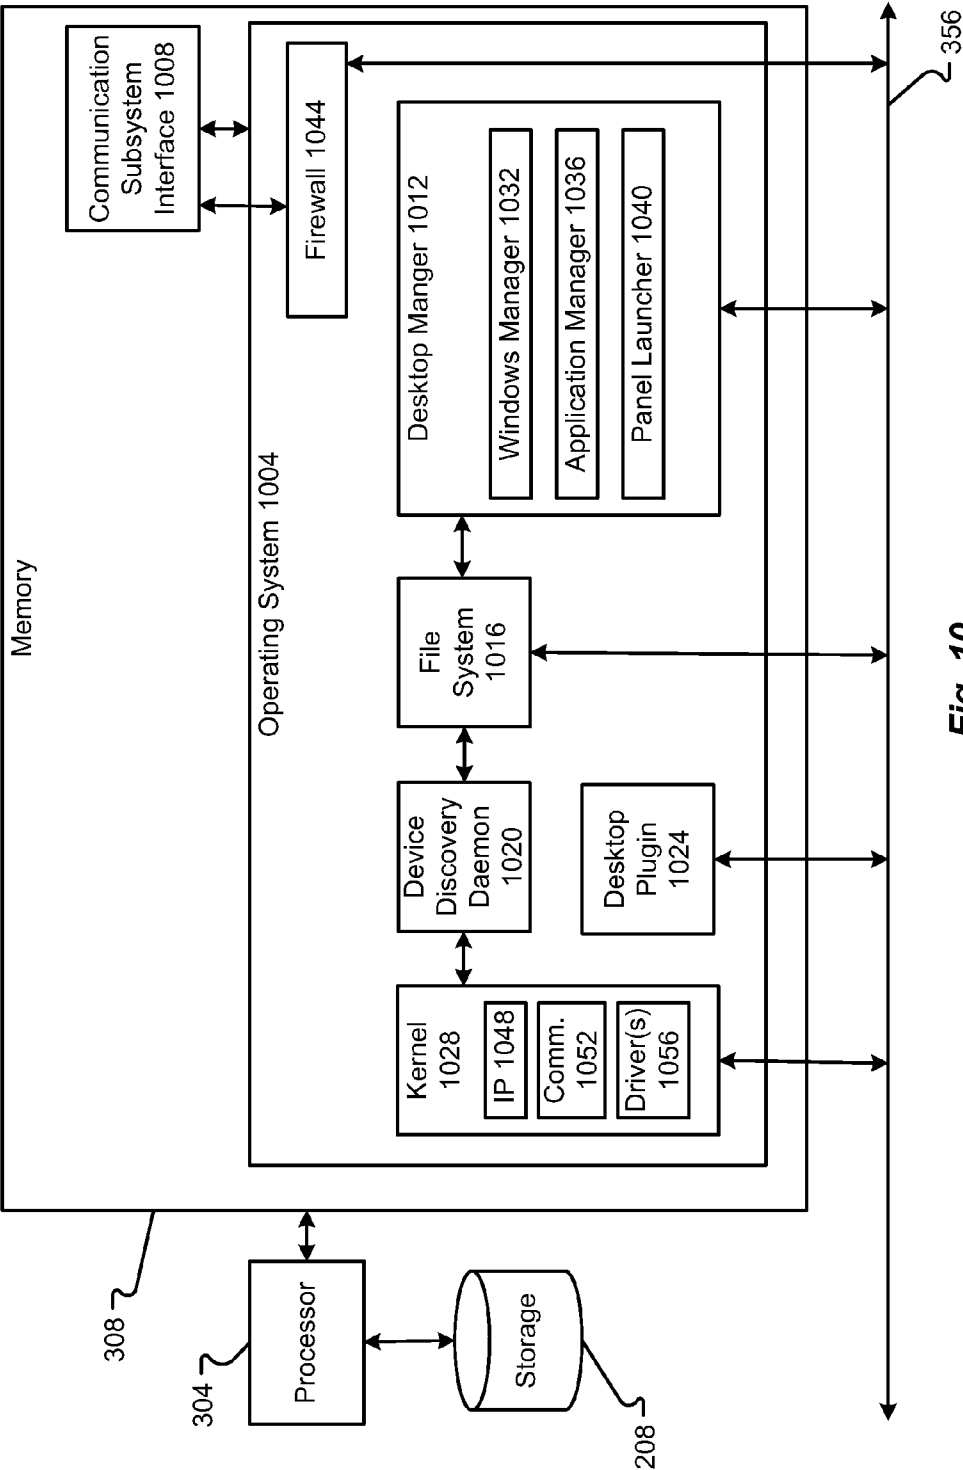 Memory
308
304
Processor
Storage
208
Communication
Subsystem
Interface 1008
Operating System 1004
Firewall 1044
Kernel
1028
IP 1048
Comm.
1052
Driver(s)
1056
Device
Discovery
Daemon
1020
File
System
1016
Desktop Manger 1012
Windows Manager 1032
Application Manager 1036
Panel Launcher 1040
Desktop
Plugin
1024
356
Fig. 10